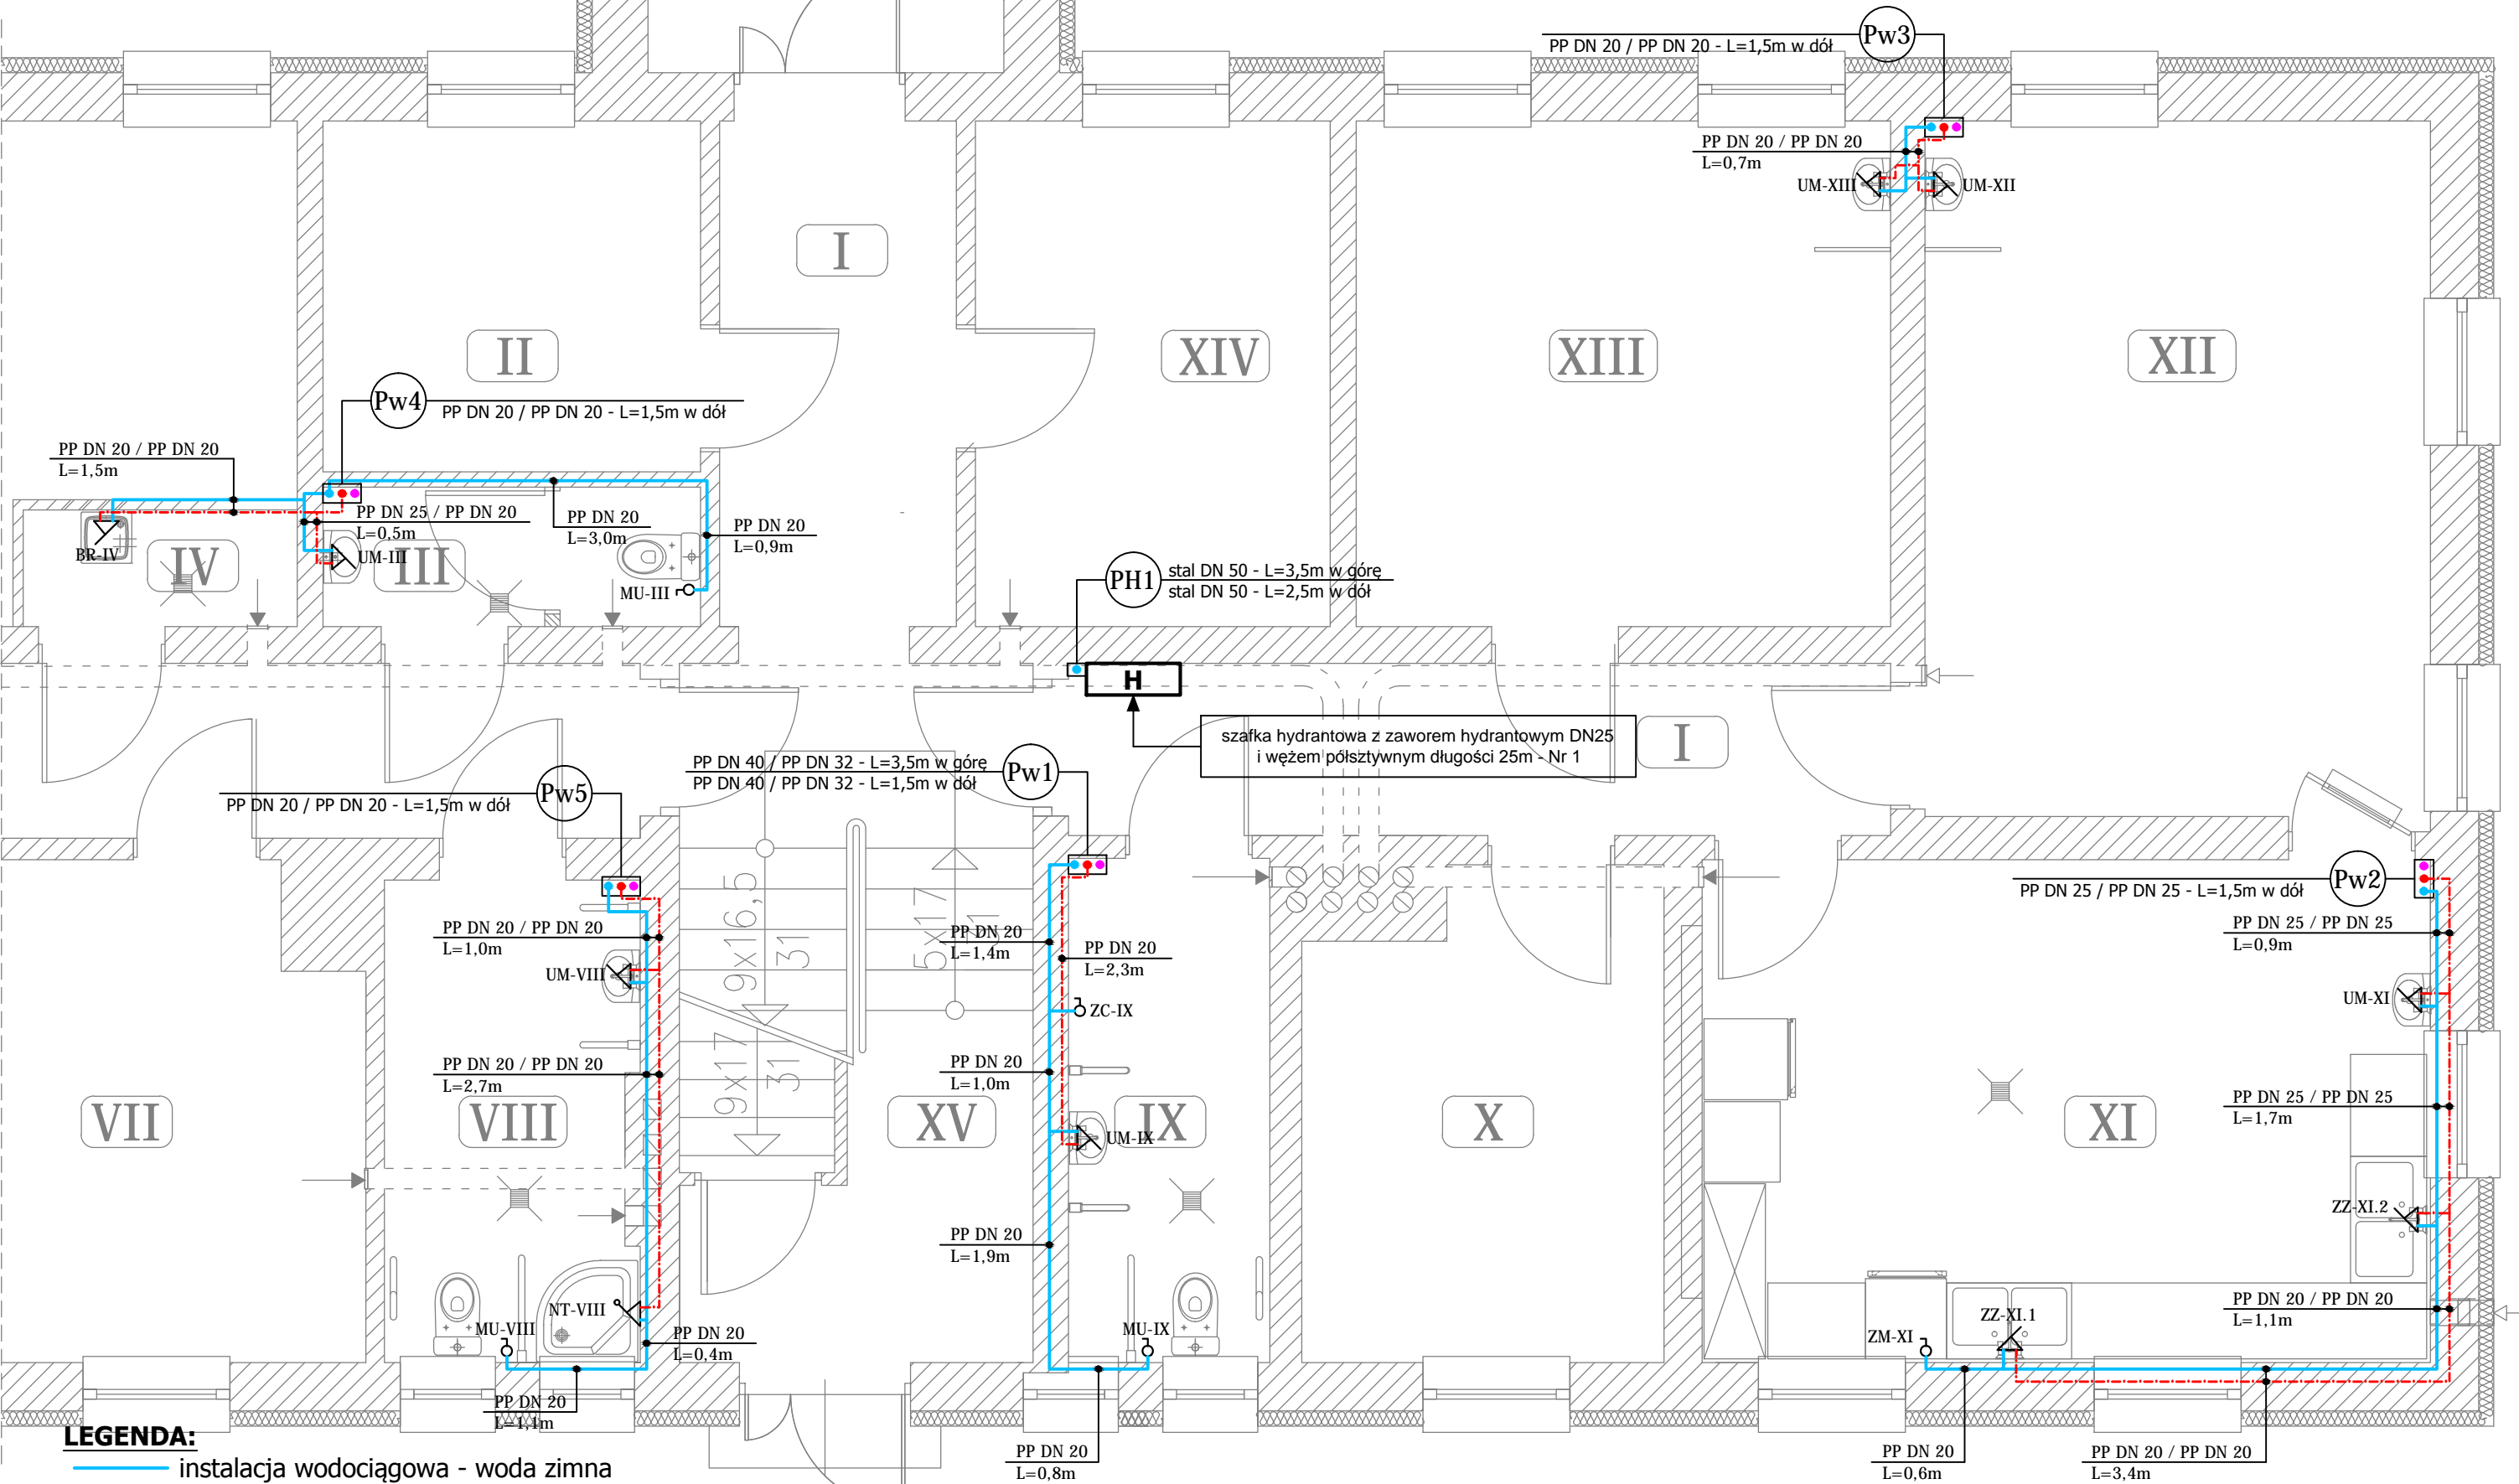 Pw3
PP DN 20 / PP DN 20 - L=1,5m w dół
PP DN 20 / PP DN 20
L=0,7m
UM-XIII
UM-XII
I
II
XIV
XIII
XII
Pw4
PP DN 20 / PP DN 20 - L=1,5m w dół
PP DN 20 / PP DN 20
L=1,5m
PP DN 25 / PP DN 20
L=0,5m
PP DN 20
L=3,0m
PP DN 20
L=0,9m
BR-IV
IV
UM-III
III
MU-III
PH1
stal DN 50 - L=3,5m w górę
stal DN 50 - L=2,5m w dół
H
szafka hydrantowa z zaworem hydrantowym DN25
i wężem półsztywnym długości 25m - Nr 1
I
Pw5
PP DN 20 / PP DN 20 - L=1,5m w dół
PP DN 40 / PP DN 32 - L=3,5m w górę
PP DN 40 / PP DN 32 - L=1,5m w dół
Pw1
Pw2
PP DN 25 / PP DN 25 - L=1,5m w dół
PP DN 20 / PP DN 20
L=1,0m
UM-VIII
9x16,5
31
5x17
31
PP DN 20
L=1,4m
PP DN 20
L=2,3m
ZC-IX
PP DN 25 / PP DN 25
L=0,9m
UM-XI
PP DN 20 / PP DN 20
L=2,7m
9x17
31
PP DN 20
L=1,0m
PP DN 25 / PP DN 25
L=1,7m
VII
VIII
XV
UM-IX
IX
X
XI
ZZ-XI.2
PP DN 20
L=1,9m
NT-VIII
MU-VIII
PP DN 20
L=0,4m
MU-IX
ZM-XI
ZZ-XI.1
PP DN 20 / PP DN 20
L=1,1m
PP DN 20
L=1,1m
PP DN 20
L=0,8m
PP DN 20
L=0,6m
PP DN 20 / PP DN 20
L=3,4m
LEGENDA:
instalacja wodociągowa - woda zimna